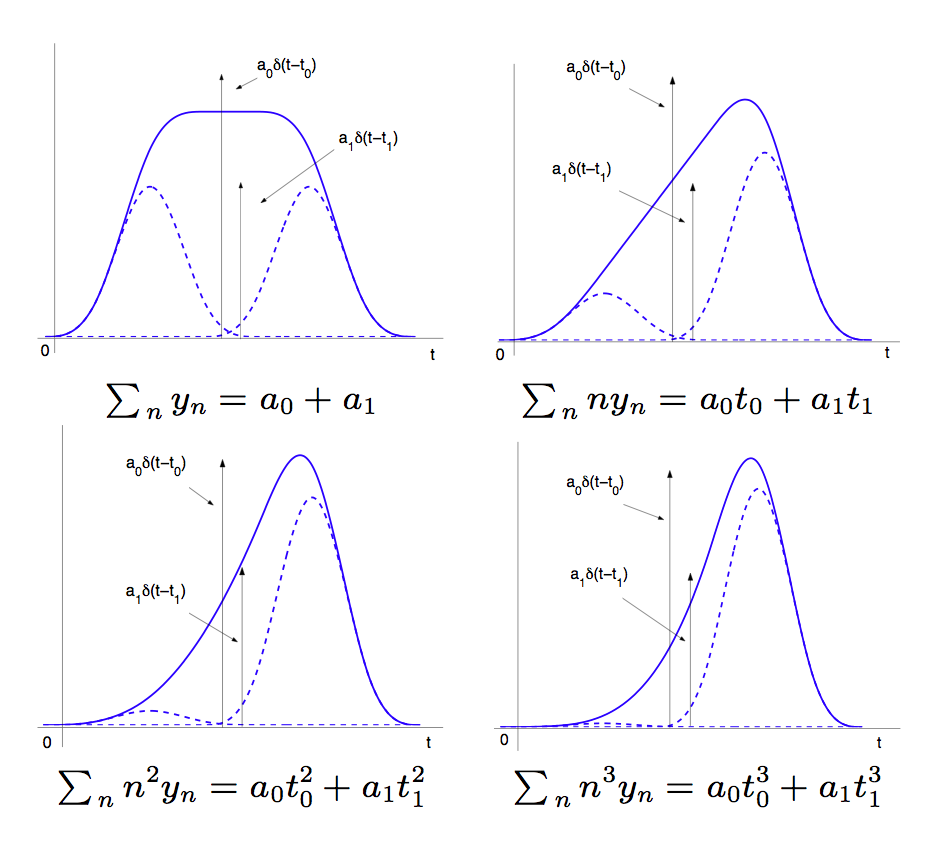 a₀δ(t−t₀)
a₁δ(t−t₁)
0
t
∑ₙ yₙ = a₀ + a₁
a₀δ(t−t₀)
a₁δ(t−t₁)
0
t
∑ₙ nyₙ = a₀t₀ + a₁t₁
a₀δ(t−t₀)
a₁δ(t−t₁)
0
t
∑ₙ n²yₙ = a₀t₀² + a₁t₁²
a₀δ(t−t₀)
a₁δ(t−t₁)
0
t
∑ₙ n³yₙ = a₀t₀³ + a₁t₁³